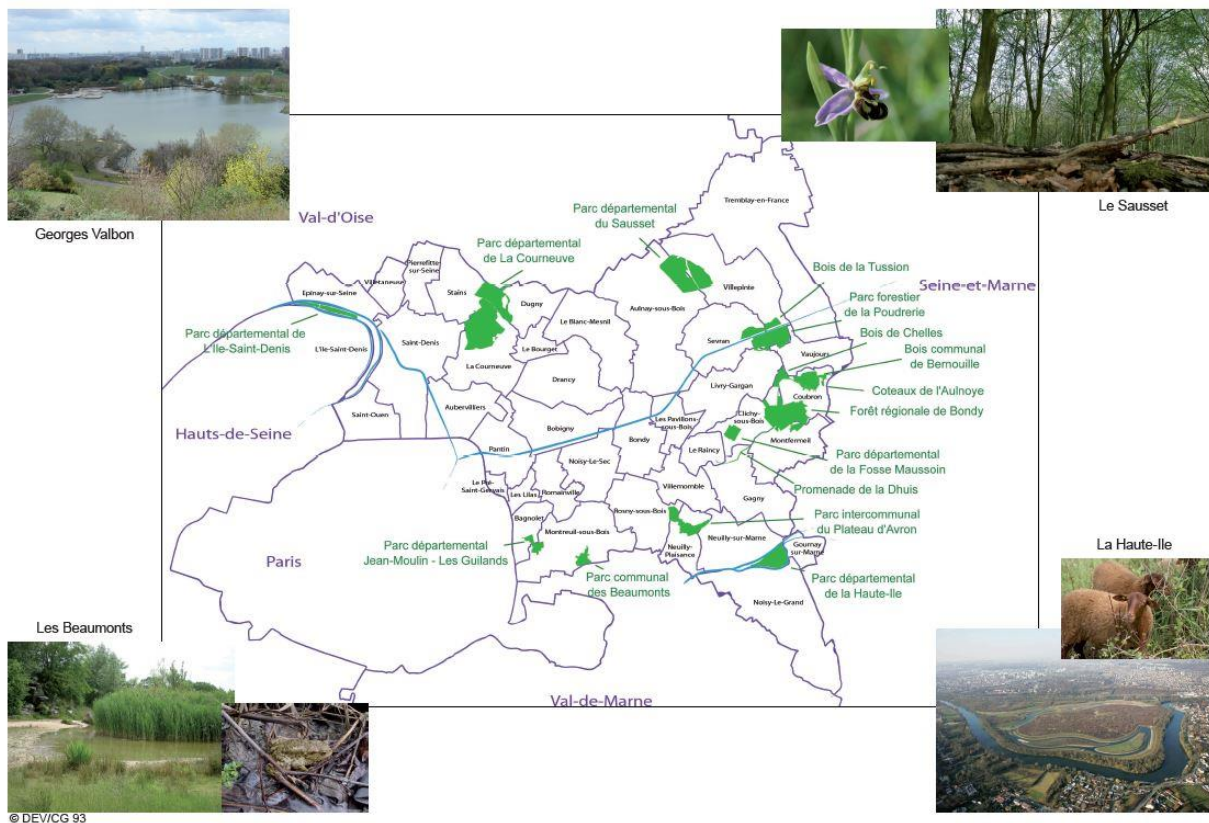 Georges Valbon
Le Sausset
Val-d'Oise
Tremblay-en-France
Parc départemental
du Sausset
Parc départemental
de La Courneuve
Pierrefitte
sur-Seine
Villetaneuse
Epinay-sur-Seine
Stains
Dugny
Villepinte
Bois de la Tussion
Seine-et-Marne
Parc forestier
de la Poudrerie
Aulnay-sous-Bois
Le Blanc-Mesnil
Parc départemental de
L'Ile-Saint-Denis
L'Ile-Saint-Denis
Saint-Denis
Le Bourget
Sevran
Bois de Chelles
Vaujours
Bois communal
de Bernouille
La Courneuve
Drancy
Livry-Gargan
Coubron
Coteaux de l'Aulnoye
Saint-Ouen
Aubervilliers
Clichy-
sous-Bois
Forêt régionale de Bondy
Hauts-de-Seine
Bobigny
Les Pavillons-
sous-Bois
Pantin
Bondy
Le Raincy
Montfermeil
Parc départemental
de la Fosse Maussoin
Noisy-Le-Sec
Le Pré-
Saint-Gervais
Les Lilas
Romainville
Villemomble
Gagny
Promenade de la Dhuis
Bagnolet
Rosny-sous-Bois
Parc intercommunal
du Plateau d'Avron
Montreuil-sous-Bois
Neuilly-sur-Marne
Gournay
sur-Marne
Paris
Parc départemental
Jean-Moulin - Les Guilands
Neuilly-
Plaisance
La Haute-Ile
Parc communal
des Beaumonts
Parc départemental
de la Haute-Ile
Noisy-Le-Grand
Les Beaumonts
Val-de-Marne
© DEV/CG 93